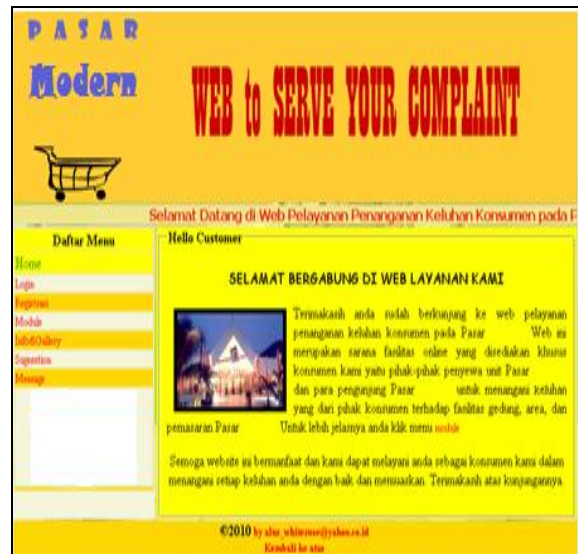 PASAR
Modern
WEB to SERVE YOUR COMPLAINT
Selamat Datang di Web Pelayanan Penanganan Keluhan Konsumen pada P
Daftar Menu
Home
Login
Registrasi
Module
Info&Gallery
Suguestion
Message
Hello Customer
SELAMAT BERGABUNG DI WEB LAYANAN KAMI
Terimakasih anda sudah berkunjung ke web pelayanan
penanganan keluhan konsumen pada Pasar Web ini
merupakan sarana fasilitas online yang disediakan khusus
konsumen kami yaitu pihak-pihak penyewa unit Pasar
dan para pengunjung Pasar untuk menangani keluhan
yang dari pihak konsumen terhadap fasilitas gedung, area, dan
pemasaran Pasar Untuk lebih jelasnya anda klik menu module
Semoga website ini bermanfaat dan kami dapat melayani anda sebagai konsumen kami dalam
menangani setiap keluhan anda dengan baik dan memuaskan. Terimakasih atas kunjungannya.
©2010 by atus_whiterose@yahoo.co.id
Kembali ke atas